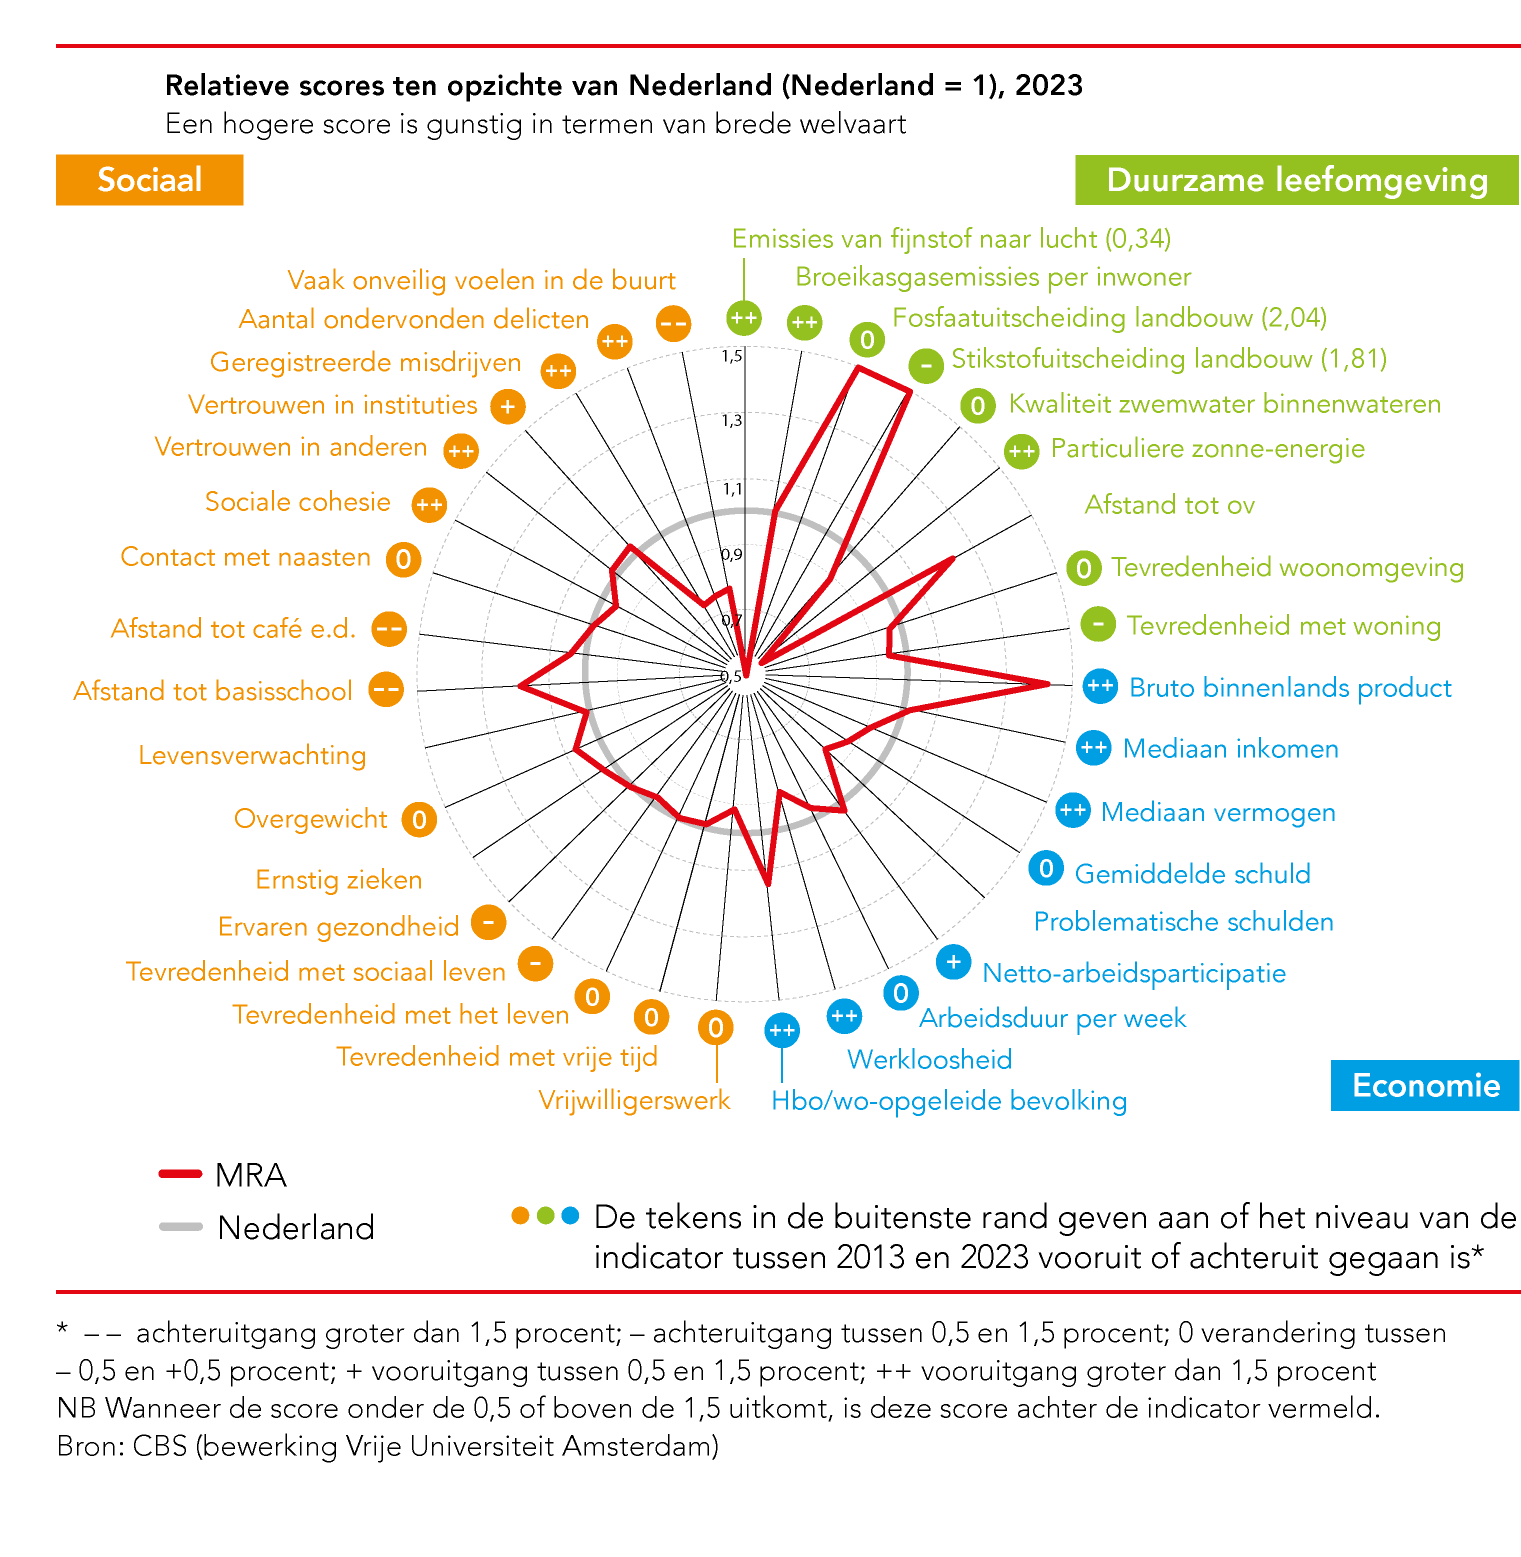 Relatieve scores ten opzichte van Nederland (Nederland = 1), 2023
Een hogere score is gunstig in termen van brede welvaart
Sociaal
Duurzame leefomgeving
Emissies van fijnstof naar lucht (0,34)
++
Broeikasgasemissies per inwoner
++
Fosfaatuitscheiding landbouw (2,04)
0
Stikstofuitscheiding landbouw (1,81)
-
Kwaliteit zwemwater binnenwateren
0
Particuliere zonne-energie
++
Afstand tot ov
Tevredenheid woonomgeving
0
Tevredenheid met woning
-
Bruto binnenlands product
++
Mediaan inkomen
++
Mediaan vermogen
++
Gemiddelde schuld
0
Problematische schulden
Netto-arbeidsparticipatie
+
Arbeidsduur per week
0
Werkloosheid
++
Hbo/wo-opgeleide bevolking
++
Economie
Vrijwilligerswerk
0
Tevredenheid met vrije tijd
0
Tevredenheid met het leven
0
Tevredenheid met sociaal leven
-
Ervaren gezondheid
-
Ernstig zieken
Overgewicht
0
Levensverwachting
Afstand tot basisschool
--
Afstand tot café e.d.
--
Contact met naasten
0
Sociale cohesie
++
Vertrouwen in anderen
++
Vertrouwen in instituties
+
Geregistreerde misdrijven
++
Aantal ondervonden delicten
++
Vaak onveilig voelen in de buurt
--
1,5
1,3
1,1
0,9
0,7
0,5
MRA
Nederland
De tekens in de buitenste rand geven aan of het niveau van de
indicator tussen 2013 en 2023 vooruit of achteruit gegaan is*
* – – achteruitgang groter dan 1,5 procent; – achteruitgang tussen 0,5 en 1,5 procent; 0 verandering tussen
– 0,5 en +0,5 procent; + vooruitgang tussen 0,5 en 1,5 procent; ++ vooruitgang groter dan 1,5 procent
NB Wanneer de score onder de 0,5 of boven de 1,5 uitkomt, is deze score achter de indicator vermeld.
Bron: CBS (bewerking Vrije Universiteit Amsterdam)